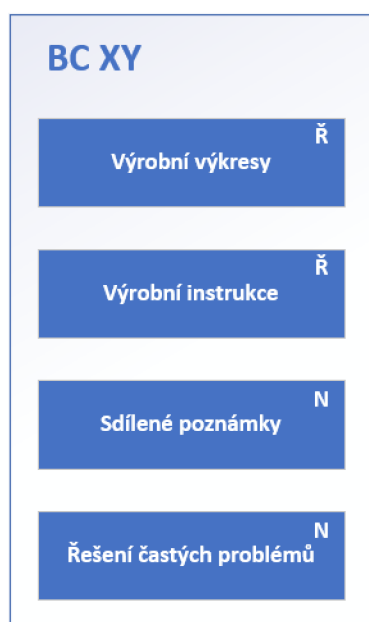 BC XY
Ř
Výrobní výkresy
Ř
Výrobní instrukce
N
Sdílené poznámky
N
Řešení častých problémů